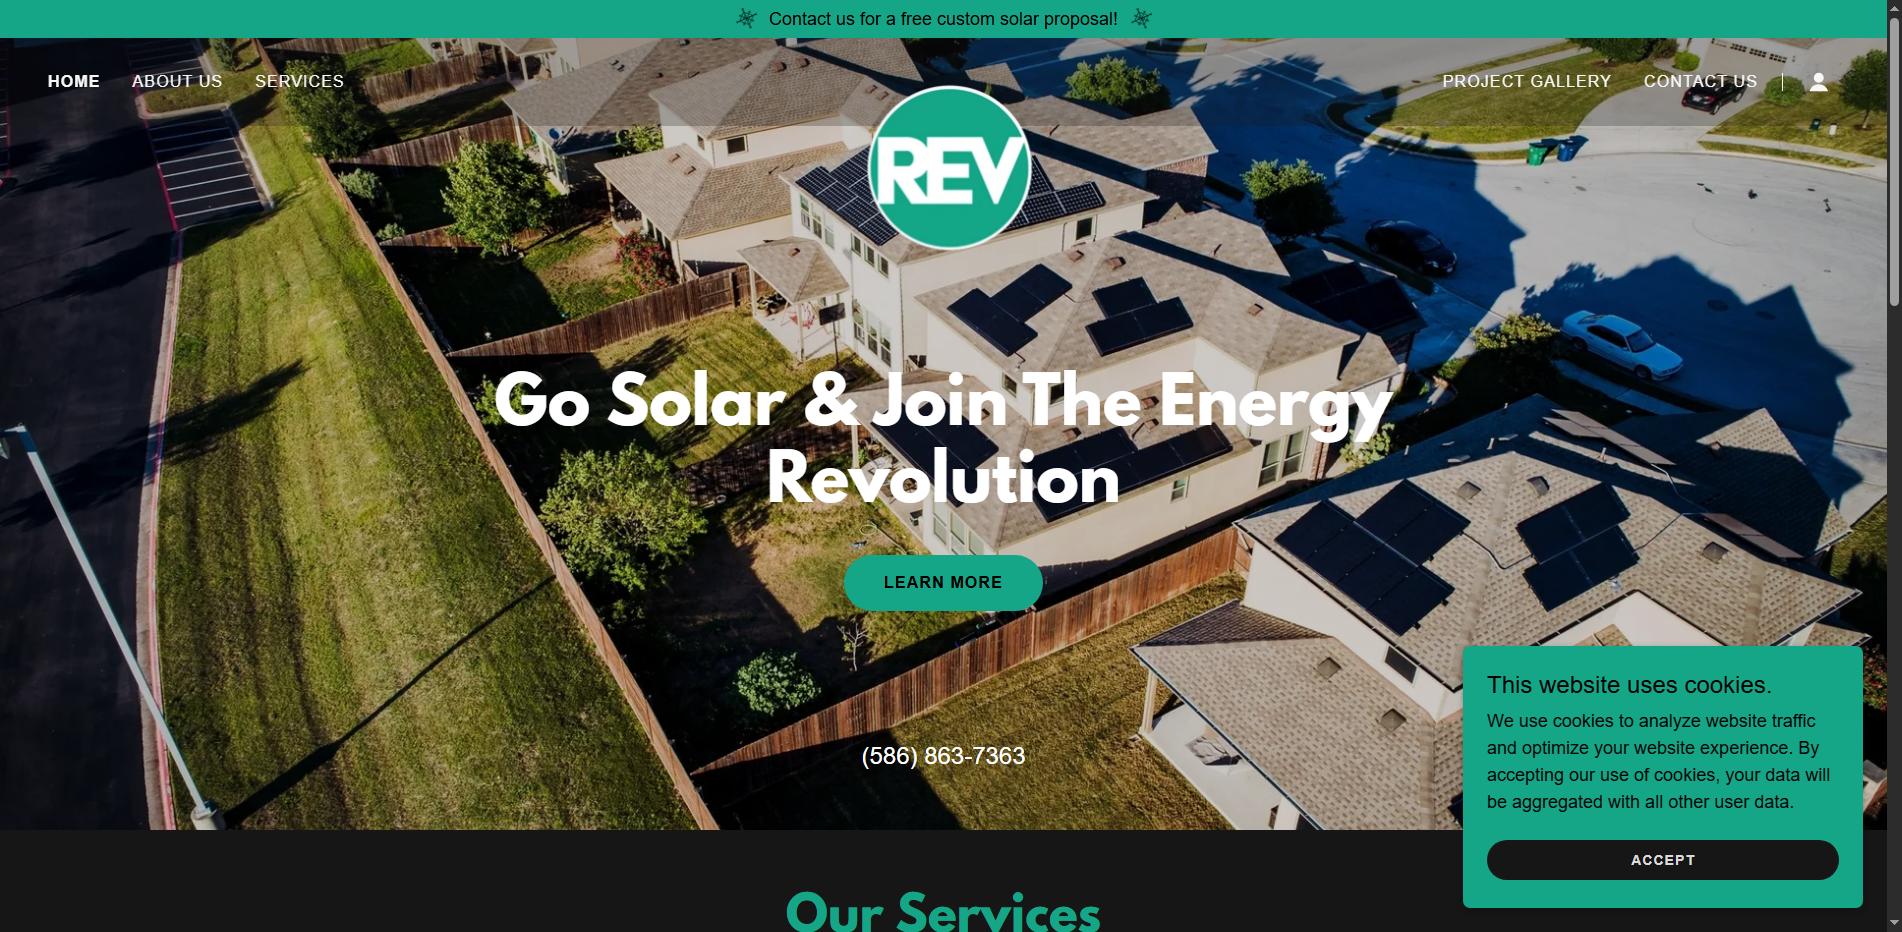 Contact us for a free custom solar proposal!
HOME ABOUT US SERVICES
PROJECT GALLERY CONTACT US
REV
Go Solar & Join The Energy
Revolution
LEARN MORE
(586) 863-7363
This website uses cookies.
We use cookies to analyze website traffic
and optimize your website experience. By
accepting our use of cookies, your data will
be aggregated with all other user data.
ACCEPT
Our Services